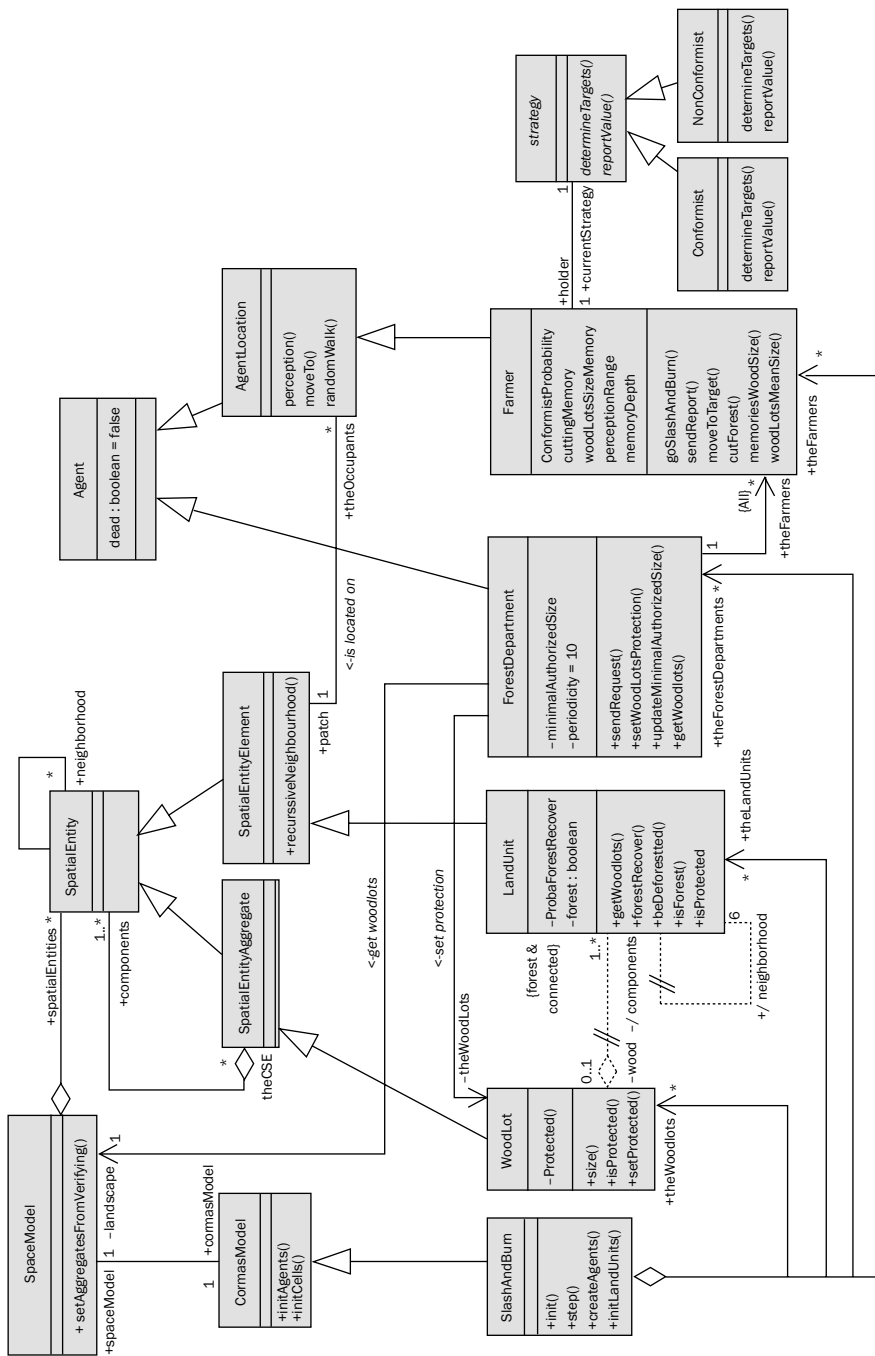 SpaceModel
+ setAggregatesFromVerifying()
+spaceModel
1
–landscape
1
+spatialEntities
*
SpatialEntity
*
+neighborhood
1..*
+components
Agent
dead : boolean = false
CormasModel
+initAgents()
+initCells()
1
+cormasModel
SpatialEntityAggregate
*
theCSE
SpatialEntityElement
+recurssiveNeighbourhood()
+patch
1
<-is located on
AgentLocation
perception()
moveTo()
randomWalk()
*
+theOccupants
<-get woodlots
<-set protection
strategy
determineTargets()
reportValue()
1
+currentStrategy
+holder
1
Conformist
determineTargets()
reportValue()
NonConformist
determineTargets()
reportValue()
SlashAndBurn
+init()
+step()
+createAgents()
+initLandUnits()
WoodLot
–Protected()
+size()
+isProtected()
+setProtected()
–theWoodLots
0..1
–wood
–/ components
+theWoodlots
*
{forest &
connected}
1..*
LandUnit
–ProbaForestRecover
–forest : boolean
+getWoodlots()
+forestRecover()
+beDeforestted()
+isForest()
+isProtected
6
+/ neighborhood
*
+theLandUnits
ForestDepartment
–minimalAuthorizedSize
–periodicity = 10
+sendRequest()
+setWoodLotsProtection()
+updateMinimalAuthorizedSize()
+getWoodlots()
+theForestDepartments
*
1
{All}
*
+theFarmers
Farmer
ConformistProbability
cuttingMemory
woodLotsSizeMemory
perceptionRange
memoryDepth
goSlashAndBurn()
sendReport()
moveToTarget()
cutForest()
memoriesWoodSize()
woodLotsMeanSize()
+theFarmers
*